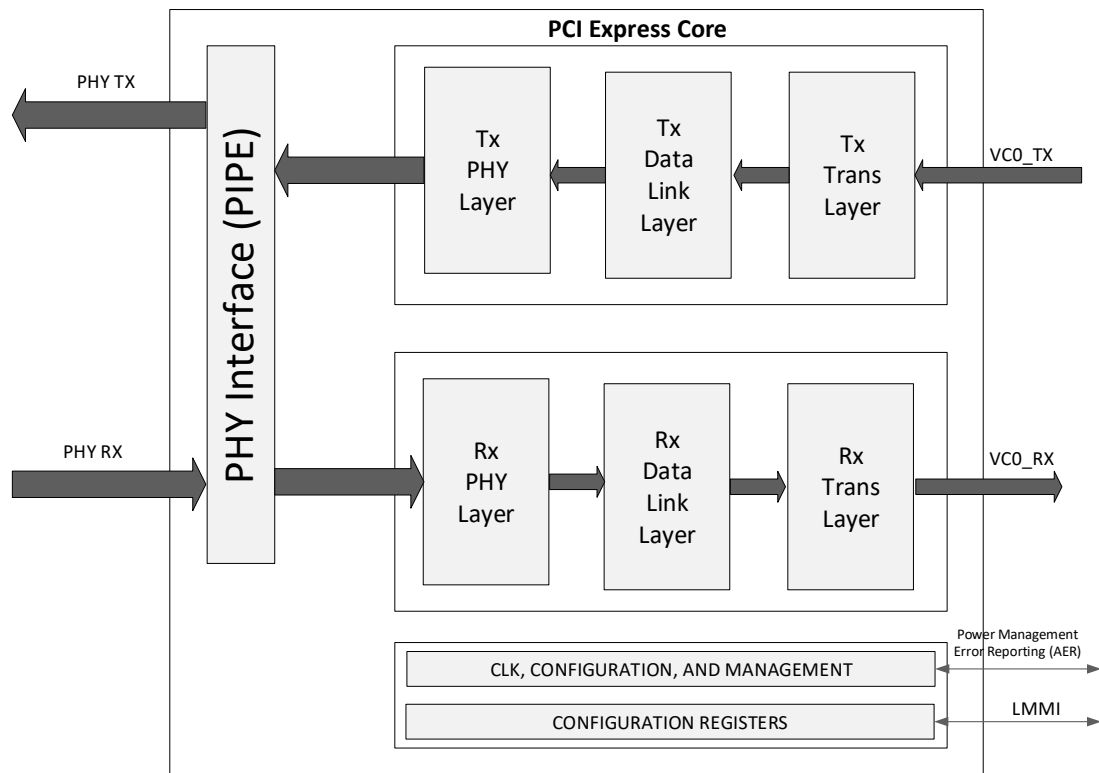 PCI Express Core
PHY TX
PHY Interface (PIPE)
Tx
PHY
Layer
Tx
Data
Link
Layer
Tx
Trans
Layer
VC0_TX
PHY RX
Rx
PHY
Layer
Rx
Data
Link
Layer
Rx
Trans
Layer
VC0_RX
CLK, CONFIGURATION, AND MANAGEMENT
Power Management
Error Reporting (AER)
CONFIGURATION REGISTERS
LMMI